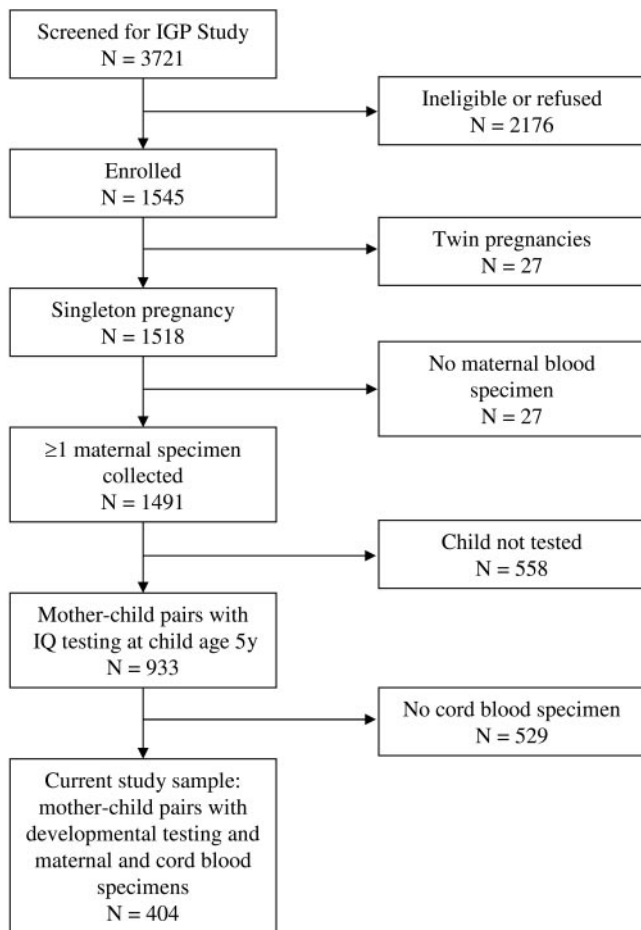 Screened for IGP Study
N = 3721
Ineligible or refused
N = 2176
Enrolled
N = 1545
Twin pregnancies
N = 27
Singleton pregnancy
N = 1518
No maternal blood
specimen
N = 27
≥1 maternal specimen
collected
N = 1491
Child not tested
N = 558
Mother-child pairs with
IQ testing at child age 5y
N = 933
No cord blood specimen
N = 529
Current study sample:
mother-child pairs with
developmental testing and
maternal and cord blood
specimens
N = 404